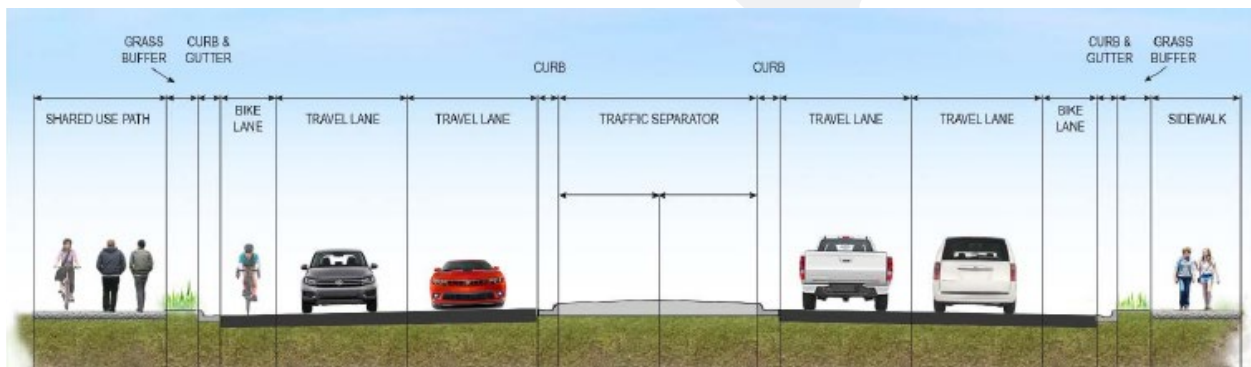 GRASS
BUFFER
CURB &
GUTTER
CURB
CURB
CURB &
GUTTER
GRASS
BUFFER
SHARED USE PATH
BIKE
LANE
TRAVEL LANE
TRAVEL LANE
TRAFFIC SEPARATOR
TRAVEL LANE
TRAVEL LANE
BIKE
LANE
SIDEWALK